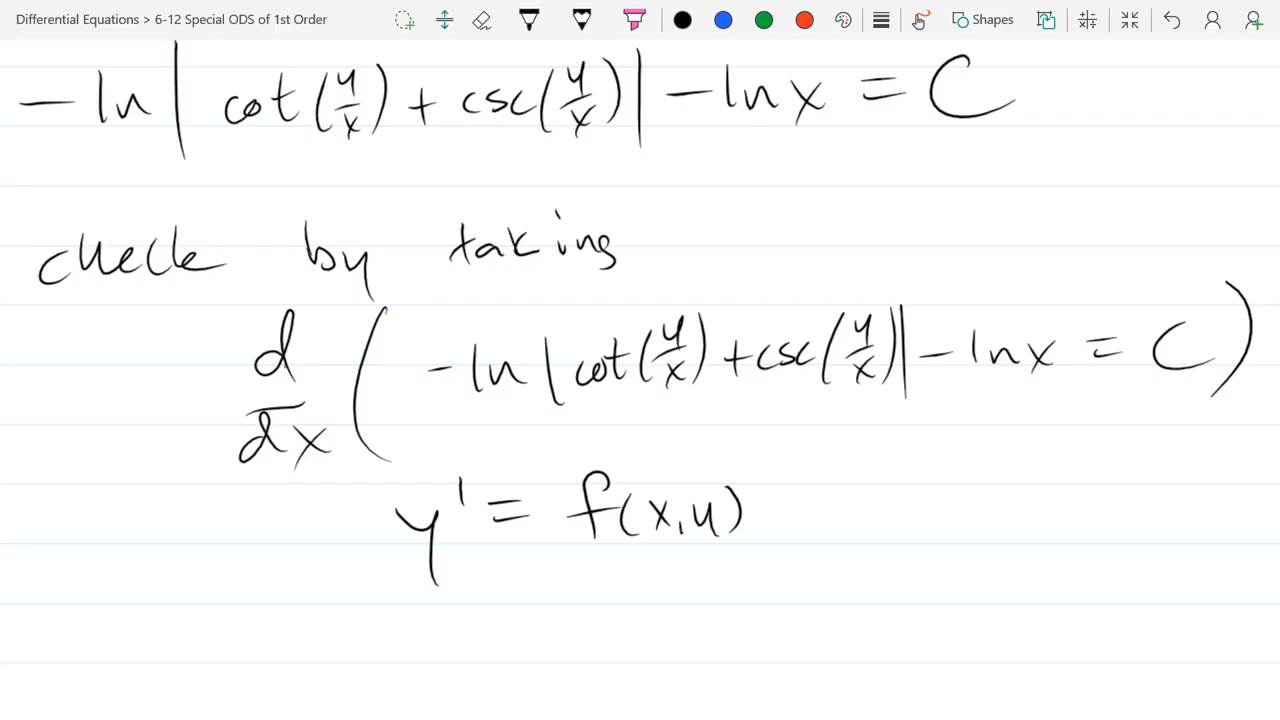 Differential Equations > 6-12 Special ODS of 1st Order Shapes
- ln | cot(y/x) + csc(y/x) | - ln x = C
check by taking
d/dx ( - ln | cot(y/x) + csc(y/x) | - ln x = C )
y' = f(x,y)